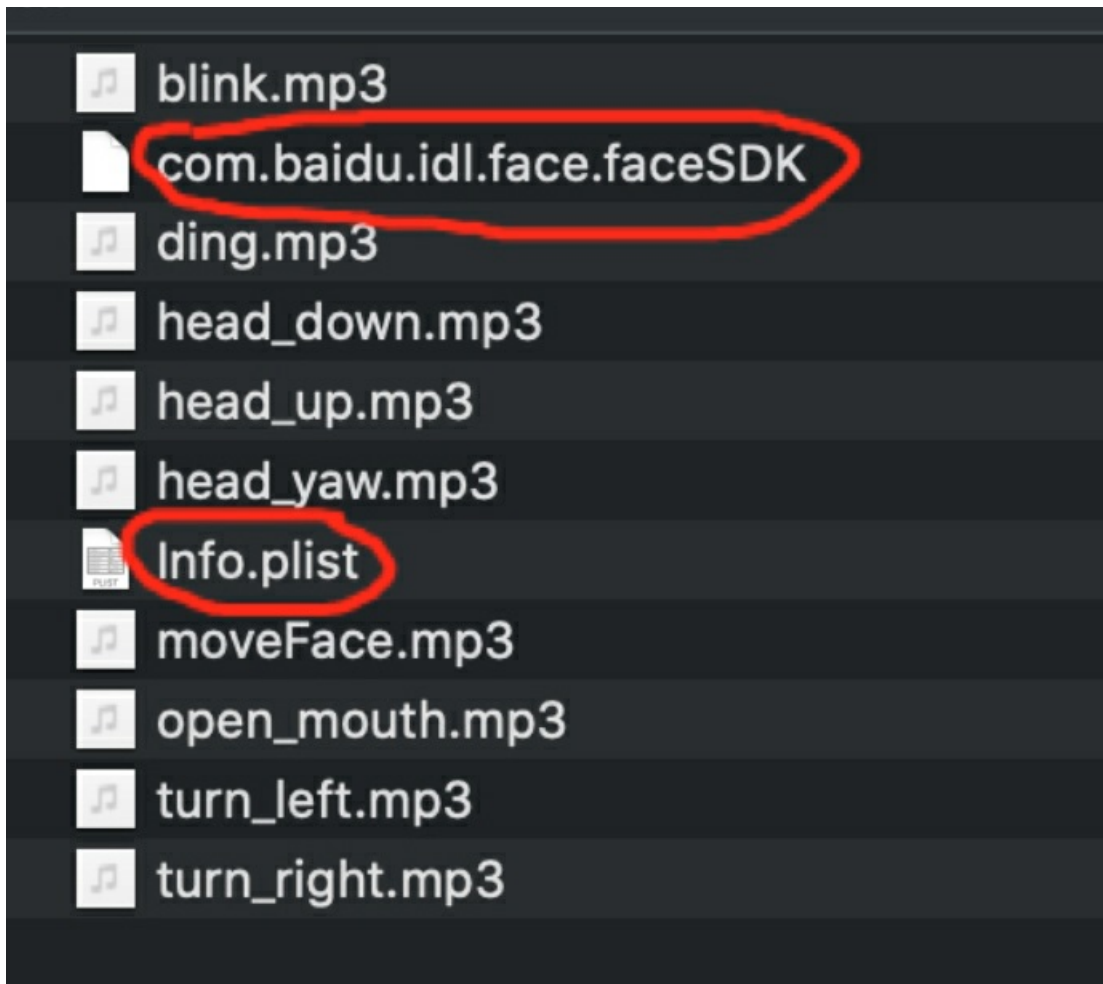 blink.mp3
com.baidu.idl.face.faceSDK
ding.mp3
head_down.mp3
head_up.mp3
head_yaw.mp3
Info.plist
PLIST
moveFace.mp3
open_mouth.mp3
turn_left.mp3
turn_right.mp3